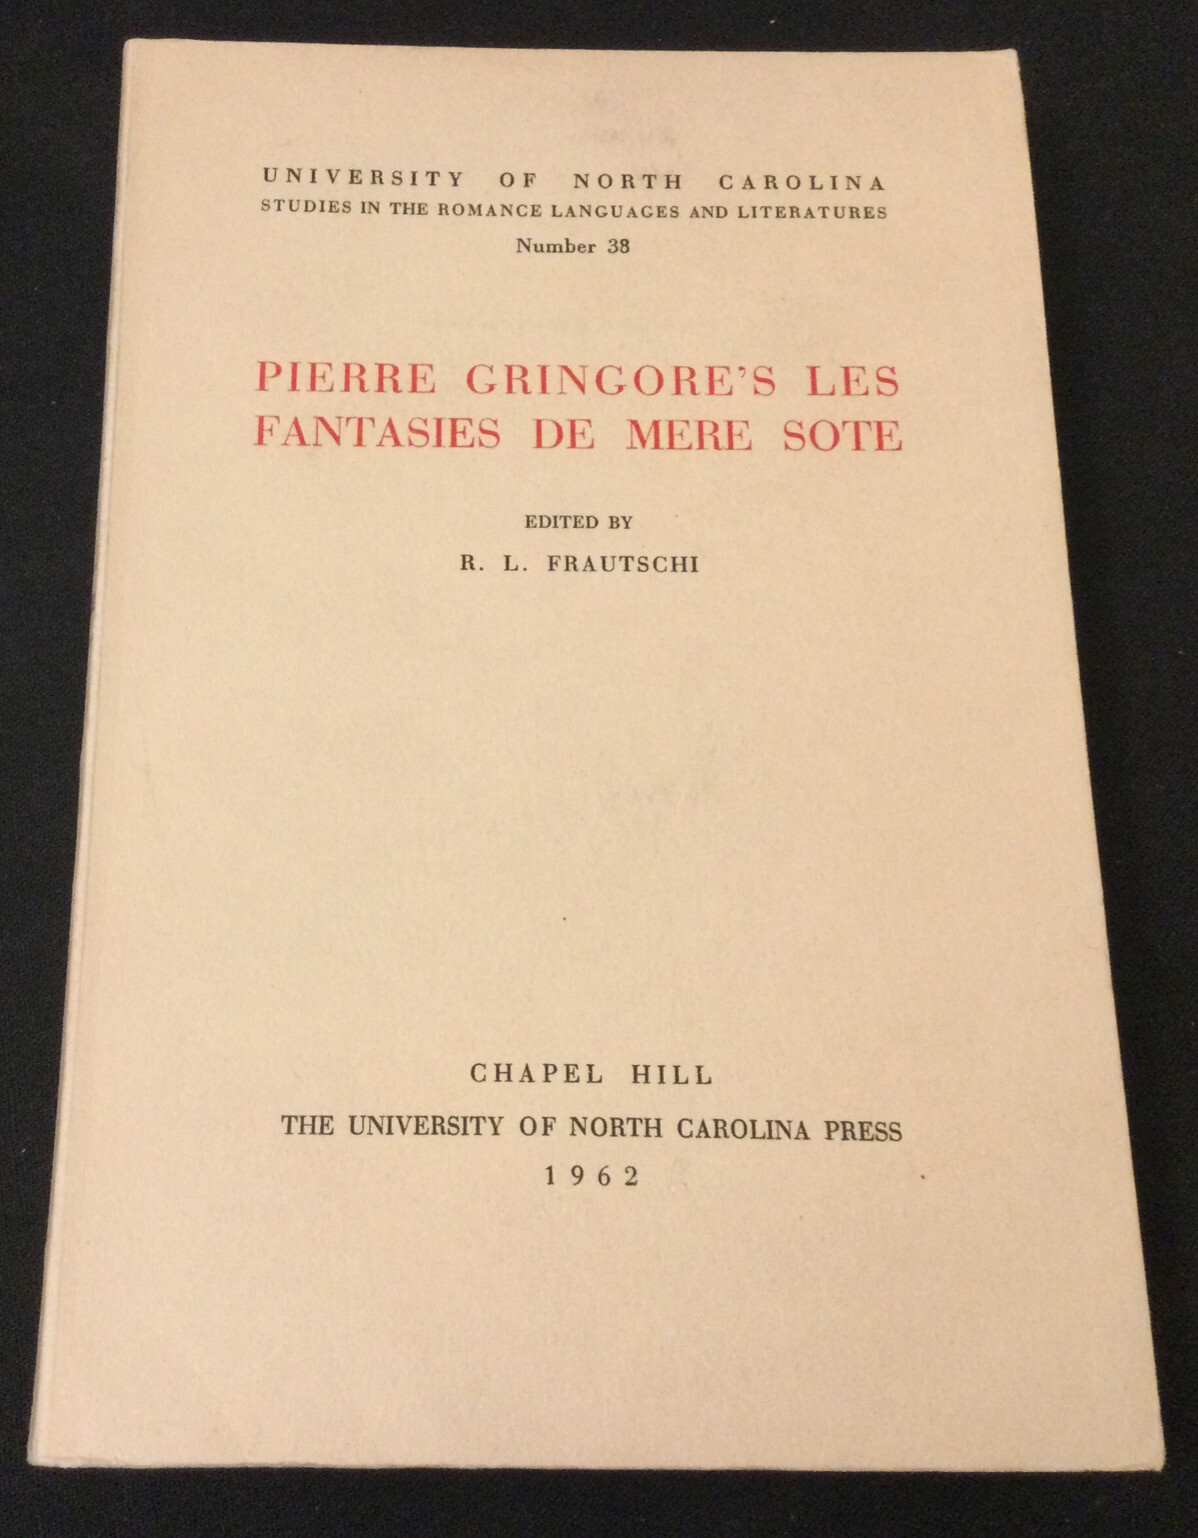 UNIVERSITY OF NORTH CAROLINA
STUDIES IN THE ROMANCE LANGUAGES AND LITERATURES
Number 38
PIERRE GRINGORE'S LES
FANTASIES DE MERE SOTE
EDITED BY
R. L. FRAUTSCHI
CHAPEL HILL
THE UNIVERSITY OF NORTH CAROLINA PRESS
1962